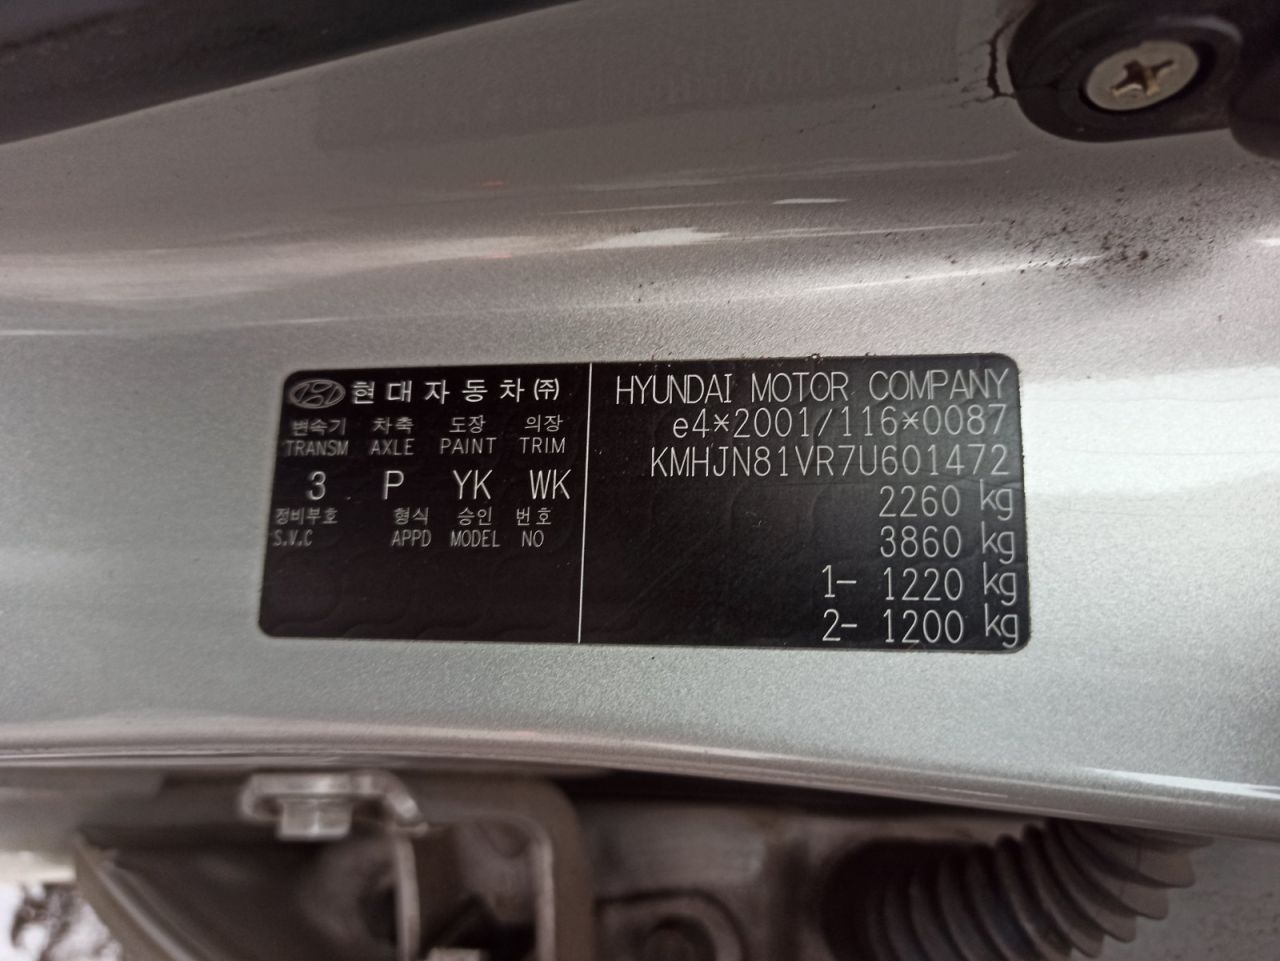 현대자동차(주)
변속기 차축 도장 의장
TRANSM AXLE PAINT TRIM
3 P YK WK
정비부호 형식 승인 번호
S.V.C APPD MODEL NO
HYUNDAI MOTOR COMPANY
e4*2001/116*0087
KMHJN81VR7U601472
2260 kg
3860 kg
1- 1220 kg
2- 1200 kg